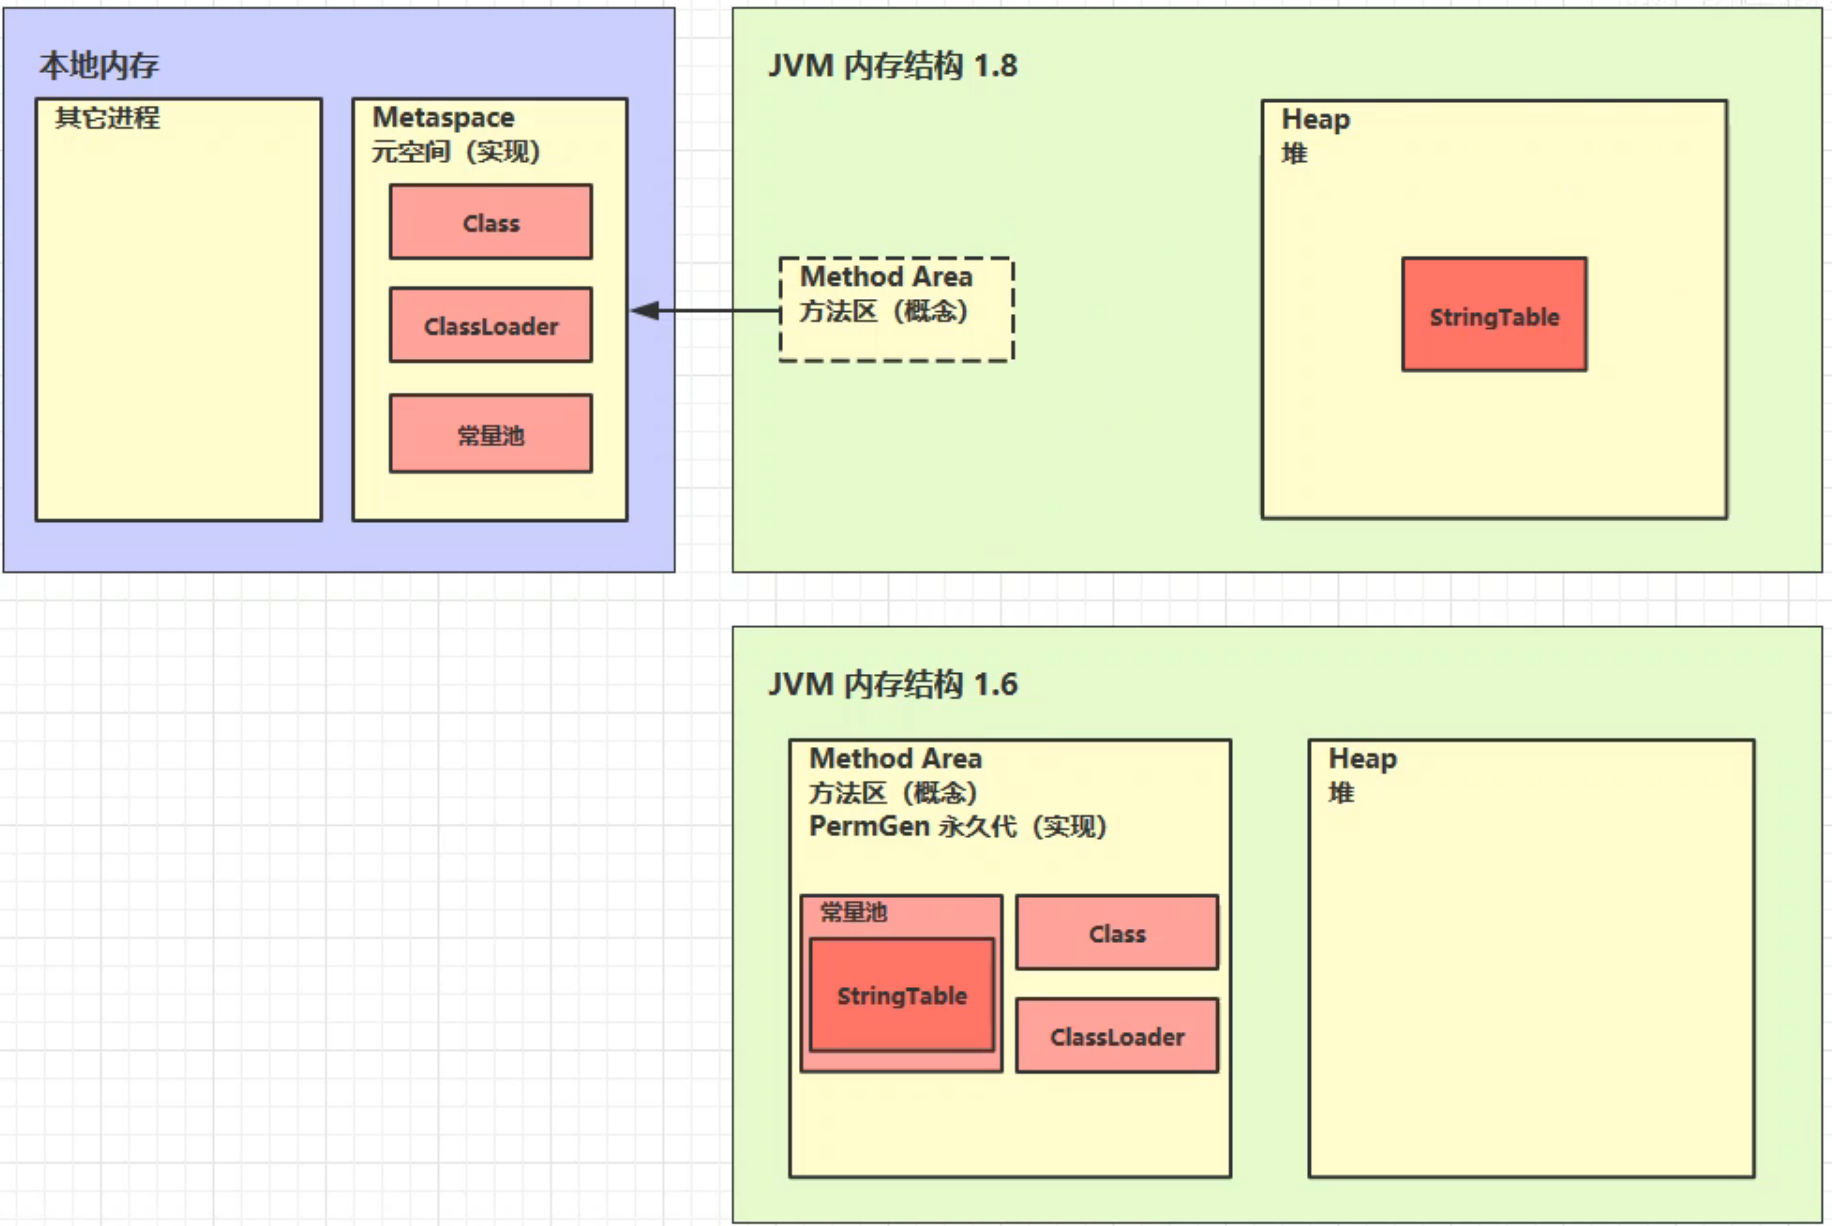 本地内存
其它进程
Metaspace
元空间（实现）
Class
ClassLoader
常量池
JVM 内存结构 1.8
Method Area
方法区（概念）
Heap
堆
StringTable
JVM 内存结构 1.6
Method Area
方法区（概念）
PermGen 永久代（实现）
常量池
StringTable
Class
ClassLoader
Heap
堆